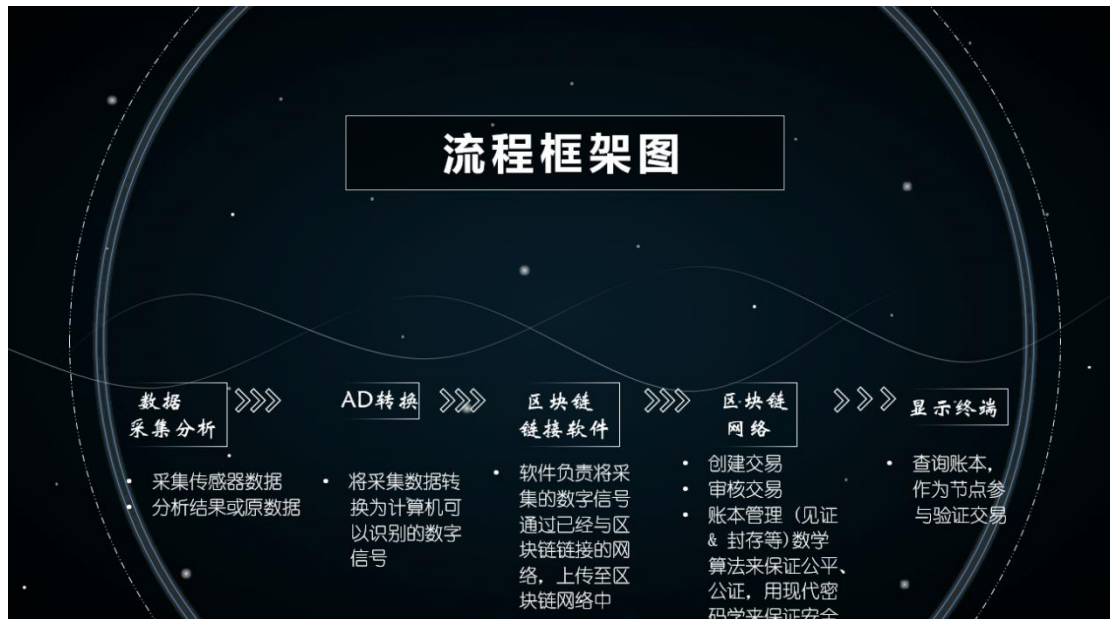 流程框架图
数据
采集分析
AD转换
区块链
链接软件
区块链
网络
显示终端
• 采集传感器数据
• 分析结果或原数据
• 将采集数据转
换为计算机可
以识别的数字
信号
• 软件负责将采
集的数字信号
通过已经与区
块链链接的网
络，上传至区
块链网络中
• 创建交易
• 审核交易
• 账本管理（见证
& 封存等)数学
算法来保证公平、
公证，用现代密
码学来保证安全
• 查询账本，
作为节点参
与验证交易